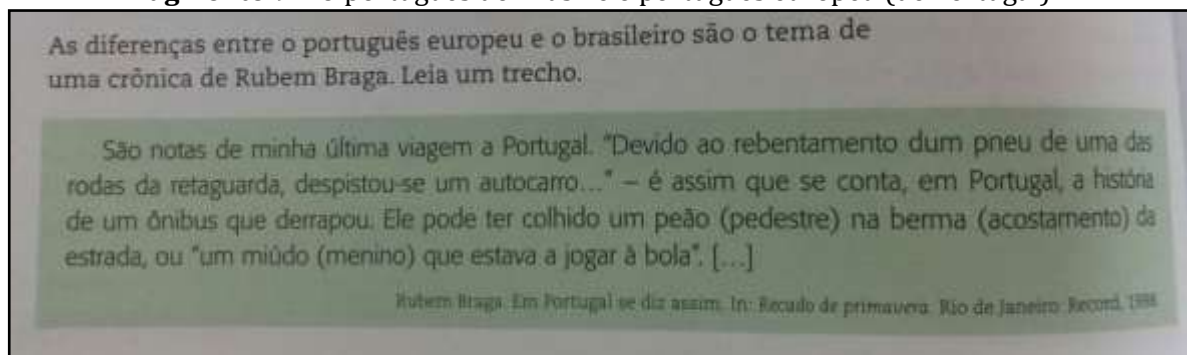 As diferenças entre o português europeu e o brasileiro são o tema de
uma crônica de Rubem Braga. Leia um trecho.
São notas de minha última viagem a Portugal. "Devido ao rebentamento dum pneu de uma das
rodas da retaguarda, despistou-se um autocarro..." – é assim que se conta, em Portugal, a história
de um ônibus que derrapou. Ele pode ter colhido um peão (pedestre) na berma (acostamento) da
estrada, ou "um miúdo (menino) que estava a jogar à bola". [...]
Rubem Braga. Em Portugal se diz assim. In: Recado de primavera. Rio de Janeiro: Record,